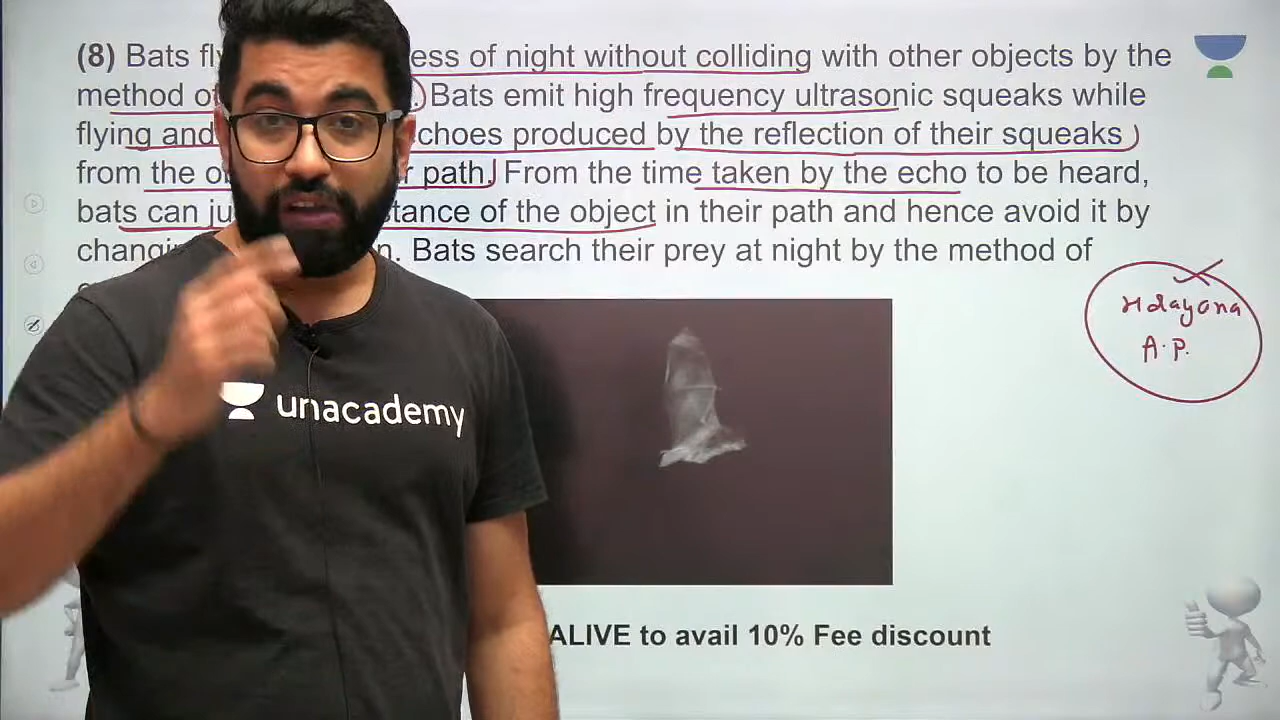 (8) Bats fly ess of night without colliding with other objects by the
method of . Bats emit high frequency ultrasonic squeaks while
flying and choes produced by the reflection of their squeaks
from the path. From the time taken by the echo to be heard,
bats can ju stance of the object in their path and hence avoid it by
changi n. Bats search their prey at night by the method of
A.P.
unacademy
ALIVE to avail 10% Fee discount